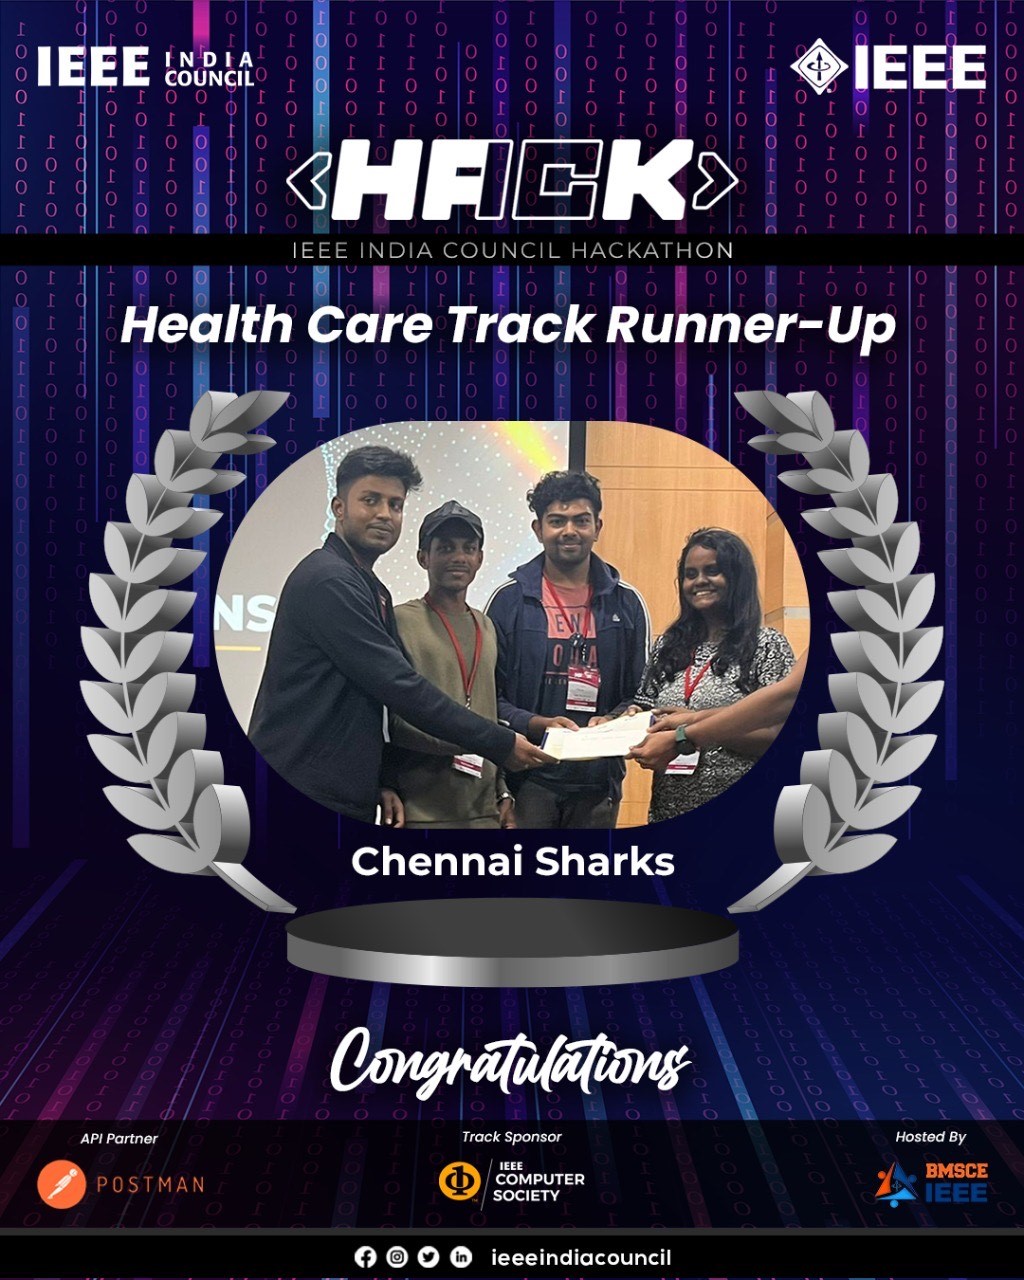 IEEE INDIA COUNCIL
IEEE
HACK
IEEE INDIA COUNCIL HACKATHON
Health Care Track Runner-Up
NS
Chennai Sharks
Congratulations
API Partner
POSTMAN
Track Sponsor
IEEE
COMPUTER
SOCIETY
Hosted By
BMSCE
IEEE
ieeeindiacouncil